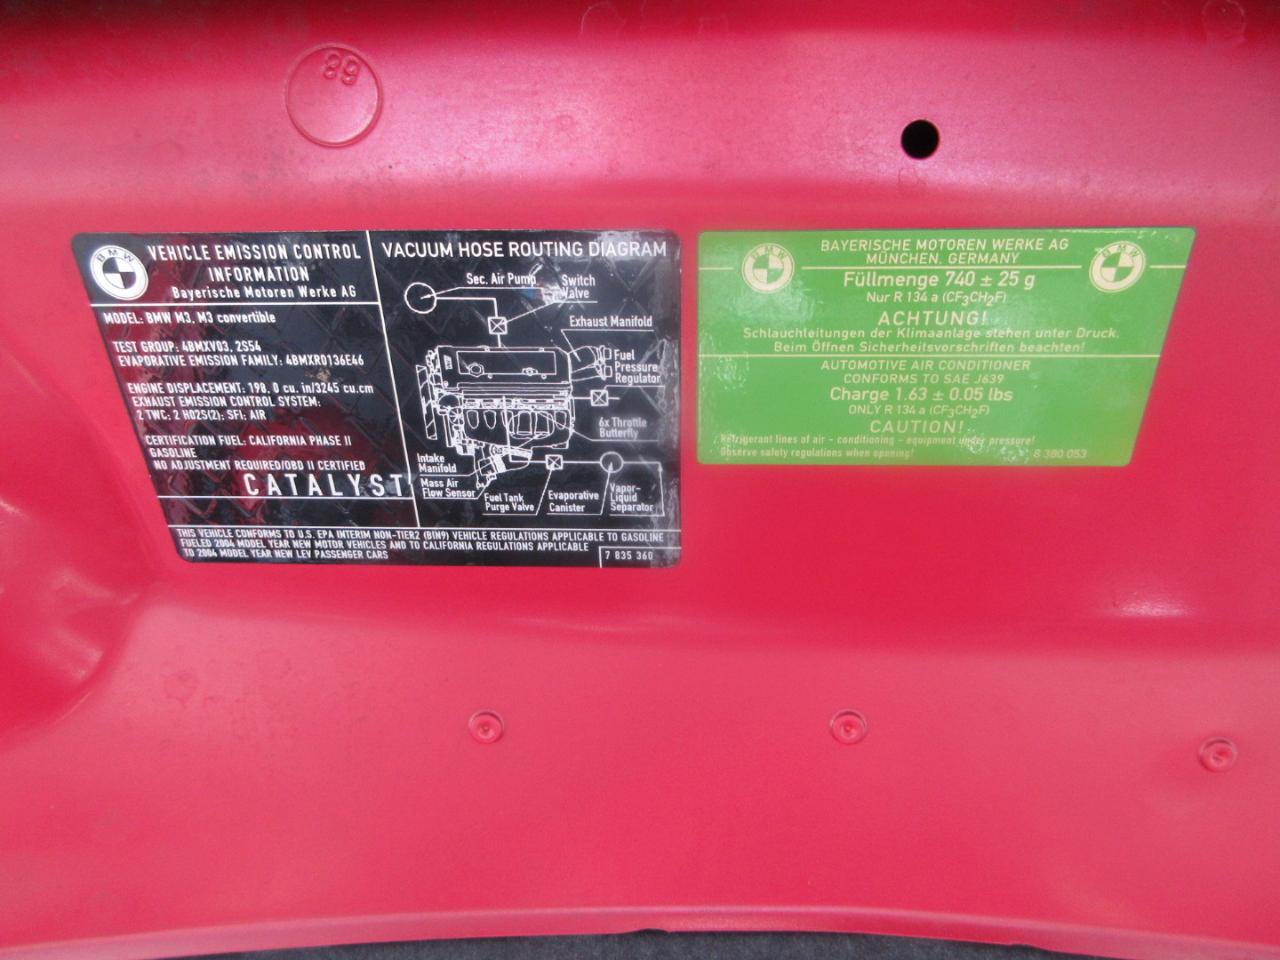 89
BMW
VEHICLE EMISSION CONTROL
INFORMATION
Bayerische Motoren Werke AG
MODEL: BMW M3, M3 convertible
TEST GROUP: 4BMXV03, 2S54
EVAPORATIVE EMISSION FAMILY: 4BMXR0136E46
ENGINE DISPLACEMENT: 198, 0 cu. in/3245 cu.cm
EXHAUST EMISSION CONTROL SYSTEM:
2 TWC; 2 HO2S(2); SFI; AIR
CERTIFICATION FUEL: CALIFORNIA PHASE II
GASOLINE
NO ADJUSTMENT REQUIRED/OBD II CERTIFIED
CATALYST
VACUUM HOSE ROUTING DIAGRAM
Sec. Air Pump
Switch
Valve
Exhaust Manifold
Fuel
Pressure
Regulator
6x Throttle
Butterfly
Intake
Manifold
Mass Air
Flow Sensor
Fuel Tank
Purge Valve
Evaporative
Canister
Vapor-
Liquid
Separator
THIS VEHICLE CONFORMS TO U.S. EPA INTERIM NON-TIER2 (BIN9) VEHICLE REGULATIONS APPLICABLE TO GASOLINE
FUELED 2004 MODEL YEAR NEW MOTOR VEHICLES AND TO CALIFORNIA REGULATIONS APPLICABLE
TO 2004 MODEL YEAR NEW LEV PASSENGER CARS
7 835 360
BMW
BAYERISCHE MOTOREN WERKE AG
MÜNCHEN, GERMANY
BMW
Füllmenge 740 ± 25 g
Nur R 134 a (CF3CH2F)
ACHTUNG!
Schlauchleitungen der Klimaanlage stehen unter Druck.
Beim Öffnen Sicherheitsvorschriften beachten!
AUTOMOTIVE AIR CONDITIONER
CONFORMS TO SAE J639
Charge 1.63 ± 0.05 lbs
ONLY R 134 a (CF3CH2F)
CAUTION!
Refrigerant lines of air - conditioning - equipment under pressure!
Observe safety regulations when opening!
8 380 053